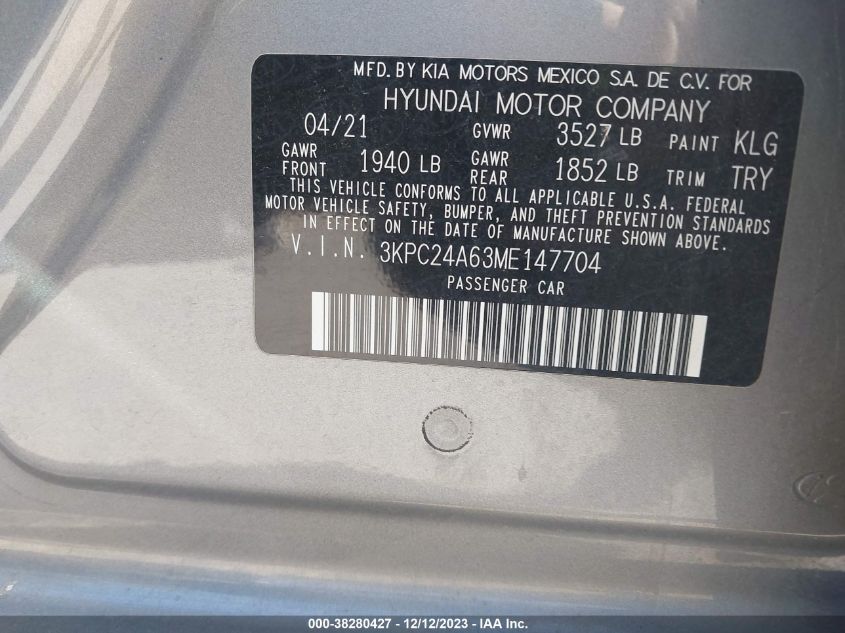 MFD. BY KIA MOTORS MEXICO S.A. DE C.V. FOR
HYUNDAI MOTOR COMPANY
04/21 GVWR 3527 LB PAINT KLG
GAWR FRONT 1940 LB GAWR REAR 1852 LB TRIM TRY
THIS VEHICLE CONFORMS TO ALL APPLICABLE U.S.A. FEDERAL
MOTOR VEHICLE SAFETY, BUMPER, AND THEFT PREVENTION STANDARDS
IN EFFECT ON THE DATE OF MANUFACTURE SHOWN ABOVE.
V.I.N. 3KPC24A63ME147704
PASSENGER CAR
000-38280427 - 12/12/2023 - IAA Inc.